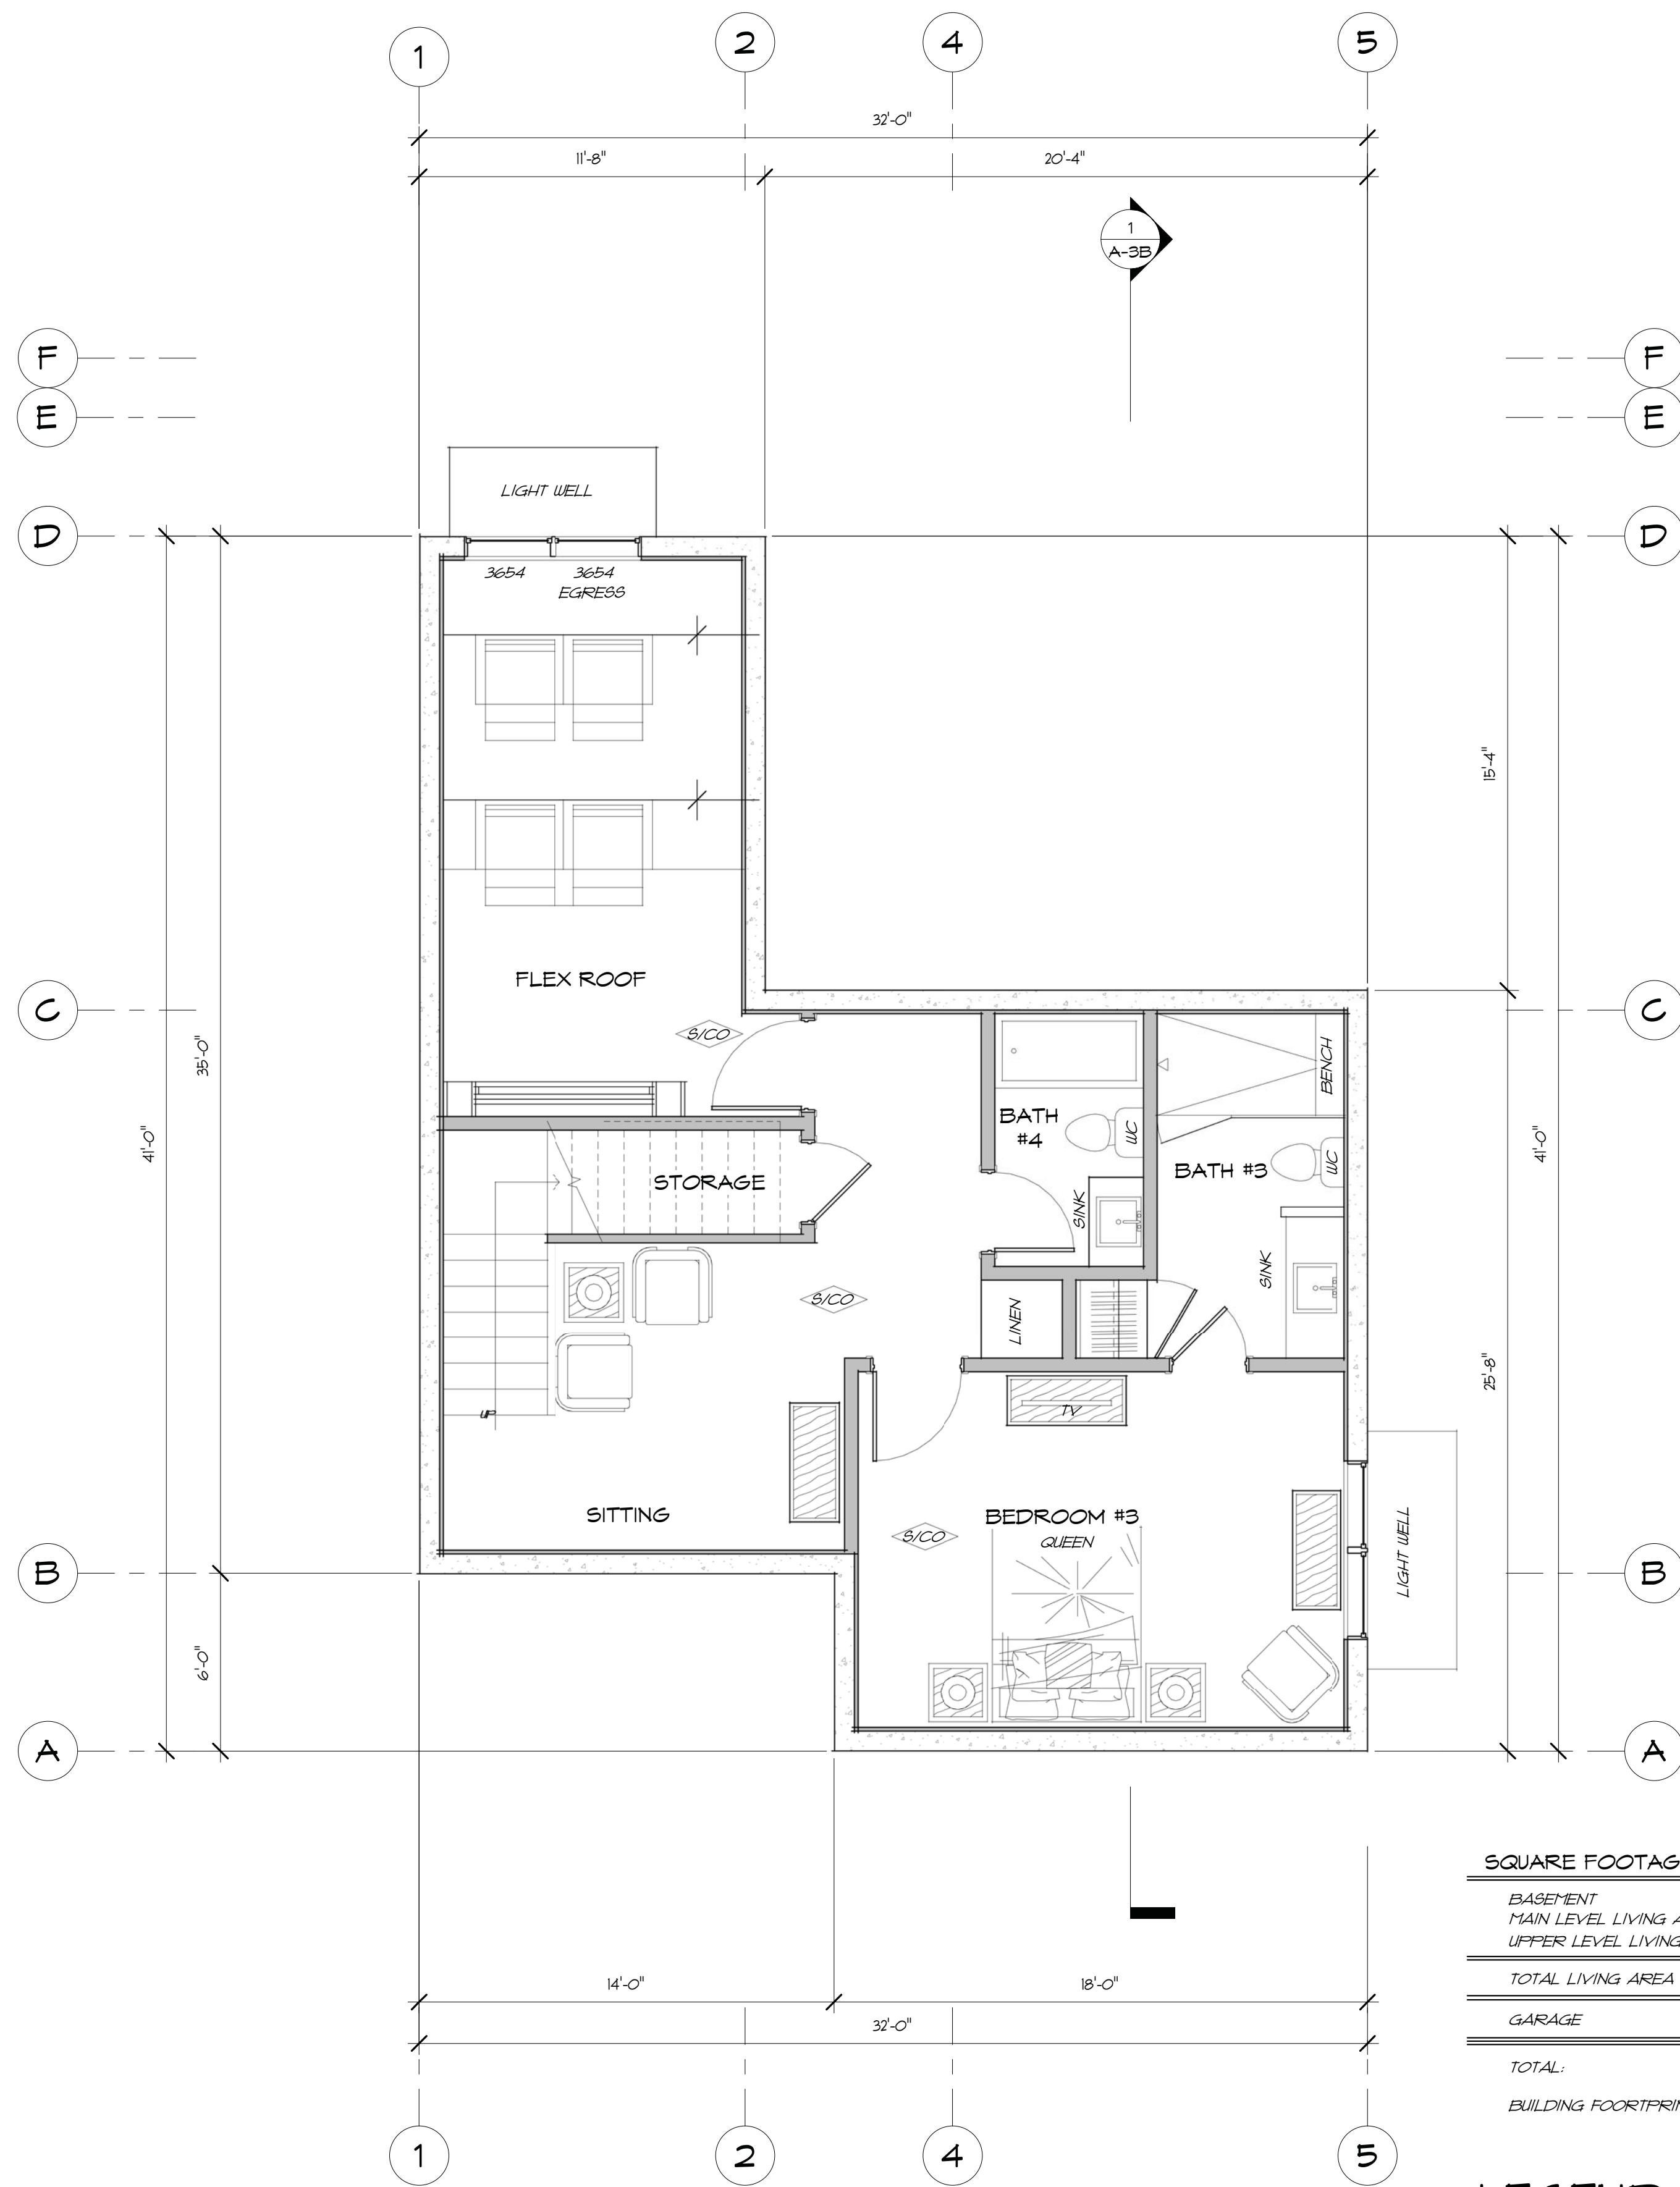 1
2
4
5
32'-0"
11'-8"
20'-4"
1
A-3B
F
F
E
E
LIGHT WELL
D
D
3654
3654
EGRESS
15'-4"
FLEX ROOF
C
C
S/CO
35'-0"
BENCH
BATH
#4
WC
41'-0"
41'-0"
WC
BATH #3
STORAGE
SINK
SINK
S/CO
LINEN
25'-8"
TV
UP
SITTING
BEDROOM #3
QUEEN
S/CO
LIGHT WELL
B
B
6'-0"
A
A
SQUARE FOOTAG
BASEMENT
MAIN LEVEL LIVING A
UPPER LEVEL LIVING
TOTAL LIVING AREA
GARAGE
TOTAL:
BUILDING FOORTPRIN
14'-0"
18'-0"
32'-0"
1
2
4
5